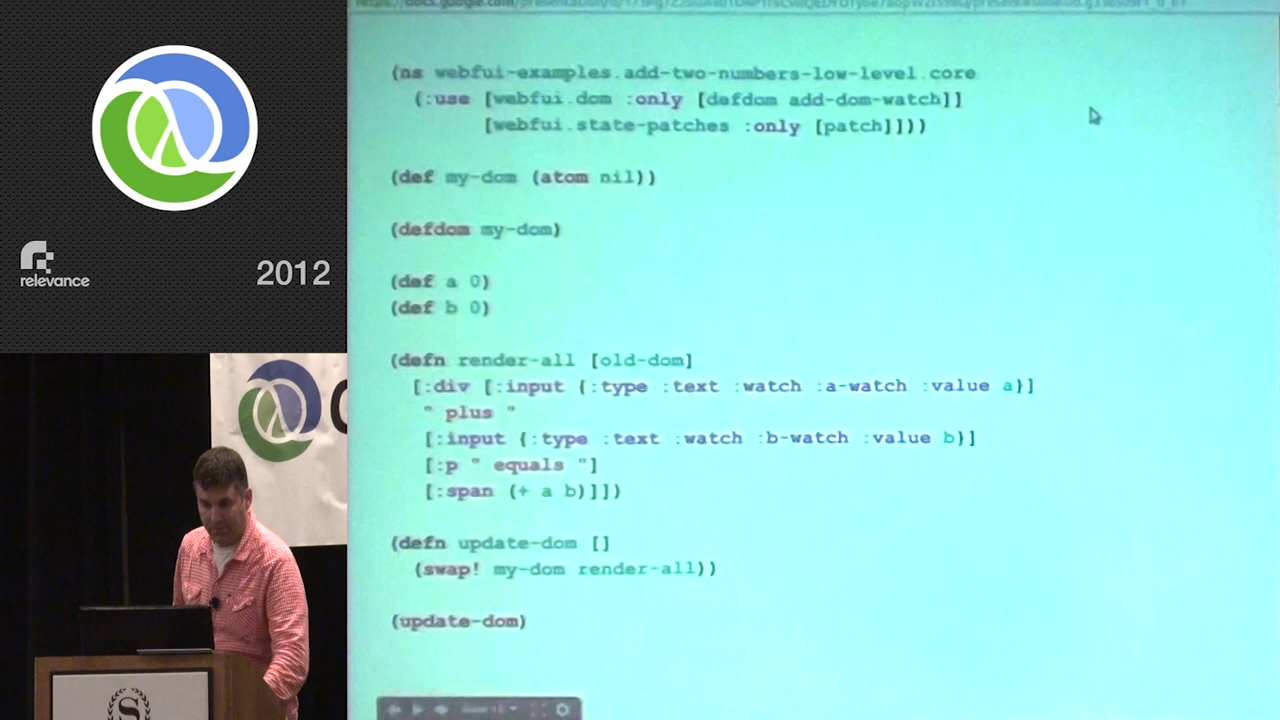 relevance
2012
(ns webfui-examples.add-two-numbers-low-level.core
(:use [webfui.dom :only [defdom add-dom-watch]]
[webfui.state-patches :only [patch]]))
(def my-dom (atom nil))
(defdom my-dom)
(def a 0)
(def b 0)
(defn render-all [old-dom]
[:div [:input {:type :text :watch :a-watch :value a}]
" plus "
[:input {:type :text :watch :b-watch :value b}]
[:p " equals "]
[:span (+ a b)]])
(defn update-dom []
(swap! my-dom render-all))
(update-dom)
S